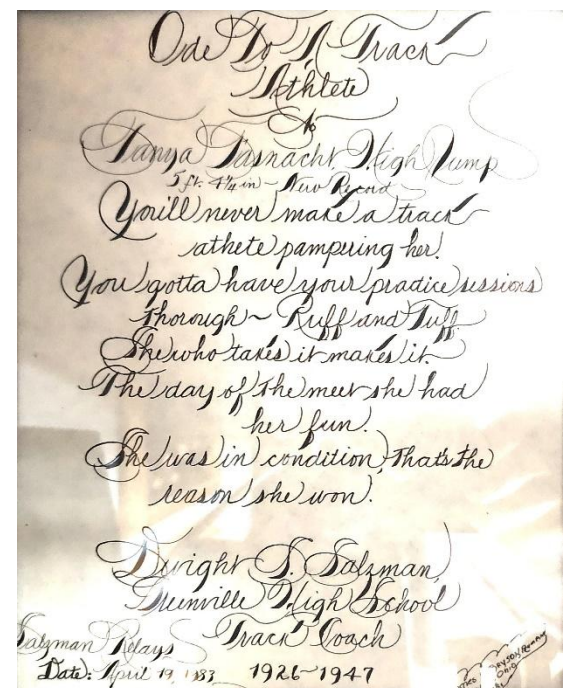 Ode To A Track
Athlete
to
Tanya Fasnacht High Jump
5 ft. 4¼ in ~ New Record ~
You'll never make a track
athete pampering her.
You gotta have your practice sessions
Thorough ~ Ruff and Tuff.
She who takes it makes it.
The day of the meet she had
her fun.
She was in condition, that's the
reason she won.
Dwight S. Salzman,
Greenville High School
Track Coach
1926~1947
Salzman Relays
Date: April 19, 1983
Ohio